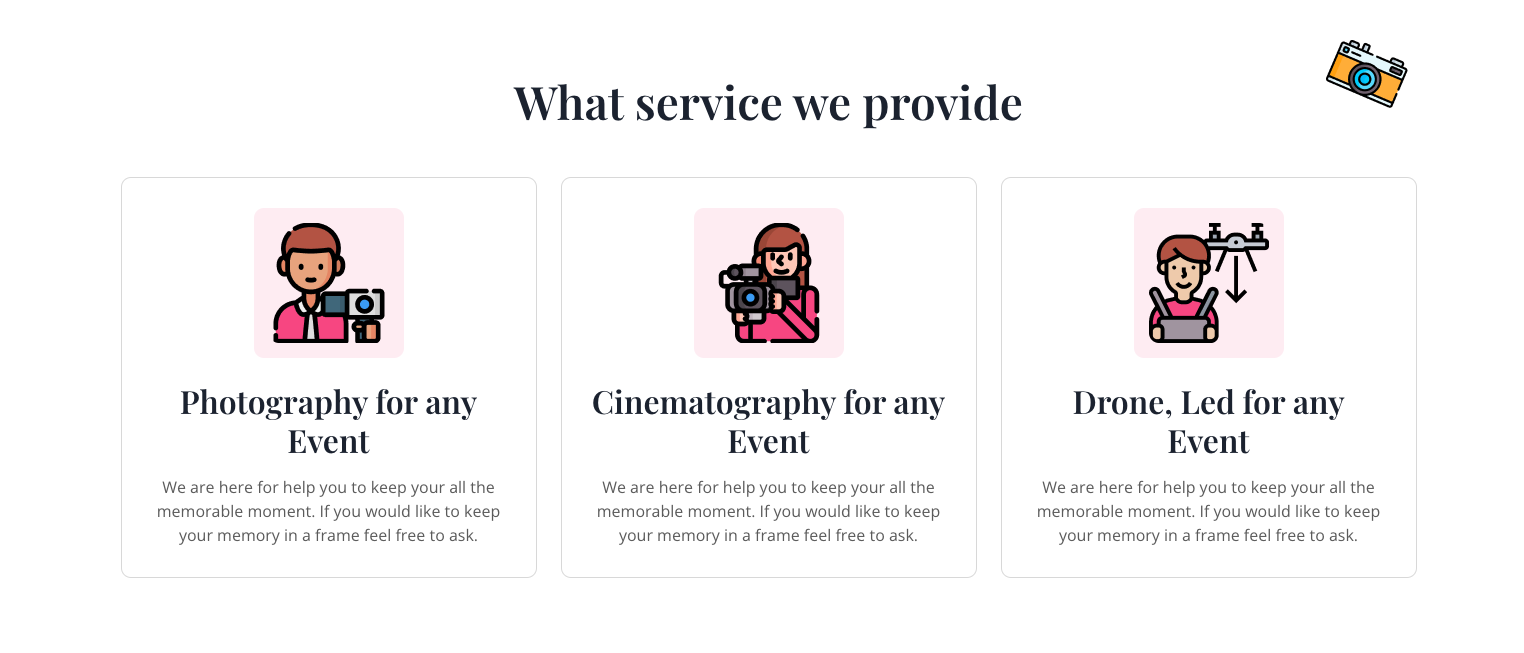 What service we provide
Photography for any
Event
We are here for help you to keep your all the
memorable moment. If you would like to keep
your memory in a frame feel free to ask.
Cinematography for any
Event
We are here for help you to keep your all the
memorable moment. If you would like to keep
your memory in a frame feel free to ask.
Drone, Led for any
Event
We are here for help you to keep your all the
memorable moment. If you would like to keep
your memory in a frame feel free to ask.